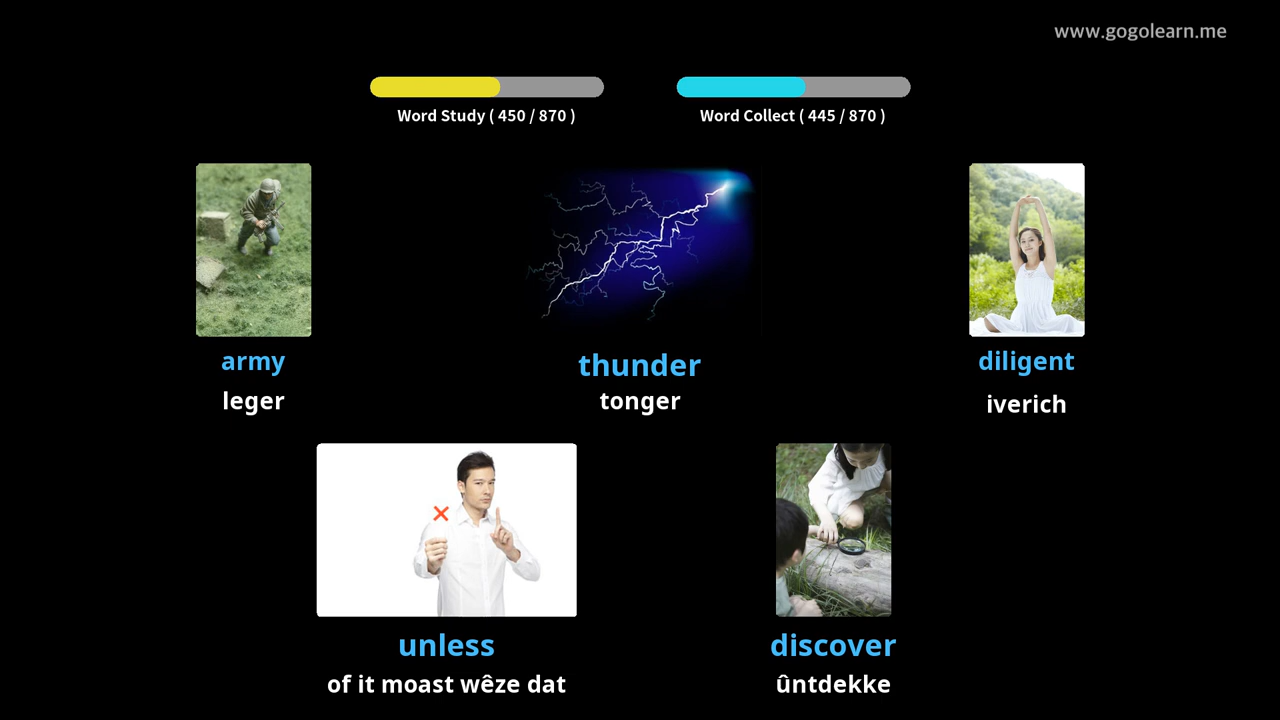 www.gogolearn.me
Word Study ( 450 / 870 )
Word Collect ( 445 / 870 )
army
leger
thunder
tonger
diligent
iverich
unless
of it moast wêze dat
discover
ûntdekke